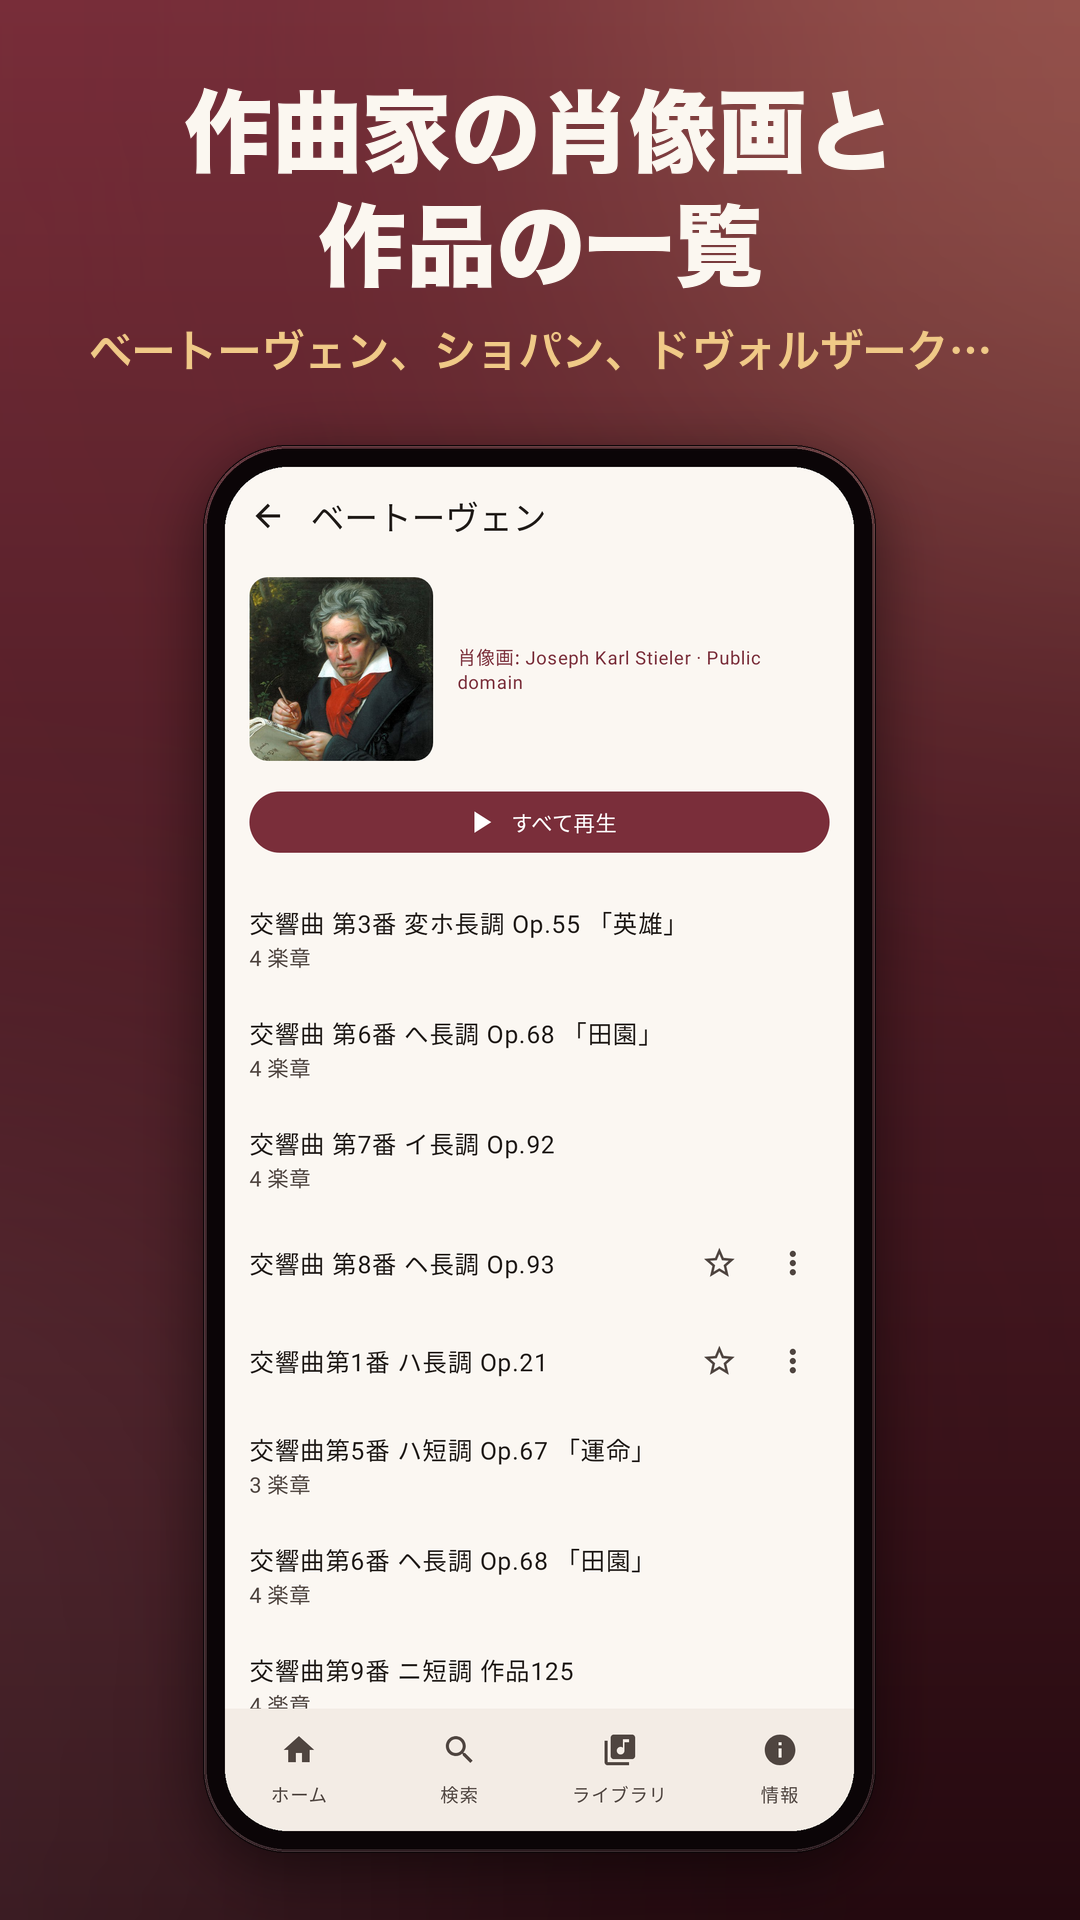 作曲家の肖像画と
作品の一覧
ベートーヴェン、ショパン、ドヴォルザーク…
ベートーヴェン
肖像画: Joseph Karl Stieler · Public
domain
すべて再生
交響曲 第3番 変ホ長調 Op.55 「英雄」
4 楽章
交響曲 第6番 ヘ長調 Op.68 「田園」
4 楽章
交響曲 第7番 イ長調 Op.92
4 楽章
交響曲 第8番 ヘ長調 Op.93
交響曲第1番 ハ長調 Op.21
交響曲第5番 ハ短調 Op.67 「運命」
3 楽章
交響曲第6番 ヘ長調 Op.68 「田園」
4 楽章
交響曲第9番 ニ短調 作品125
4 楽章
ホーム
検索
ライブラリ
情報